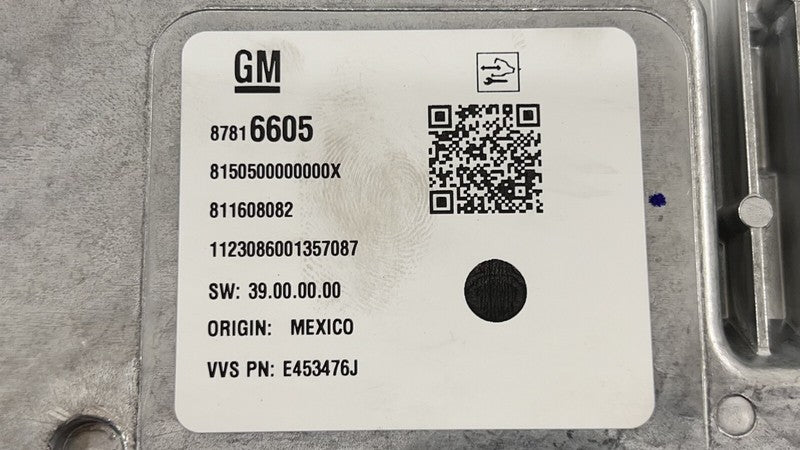 GM
87816605
8150500000000X
811608082
1123086001357087
SW: 39.00.00.00
ORIGIN: MEXICO
VVS PN: E453476J